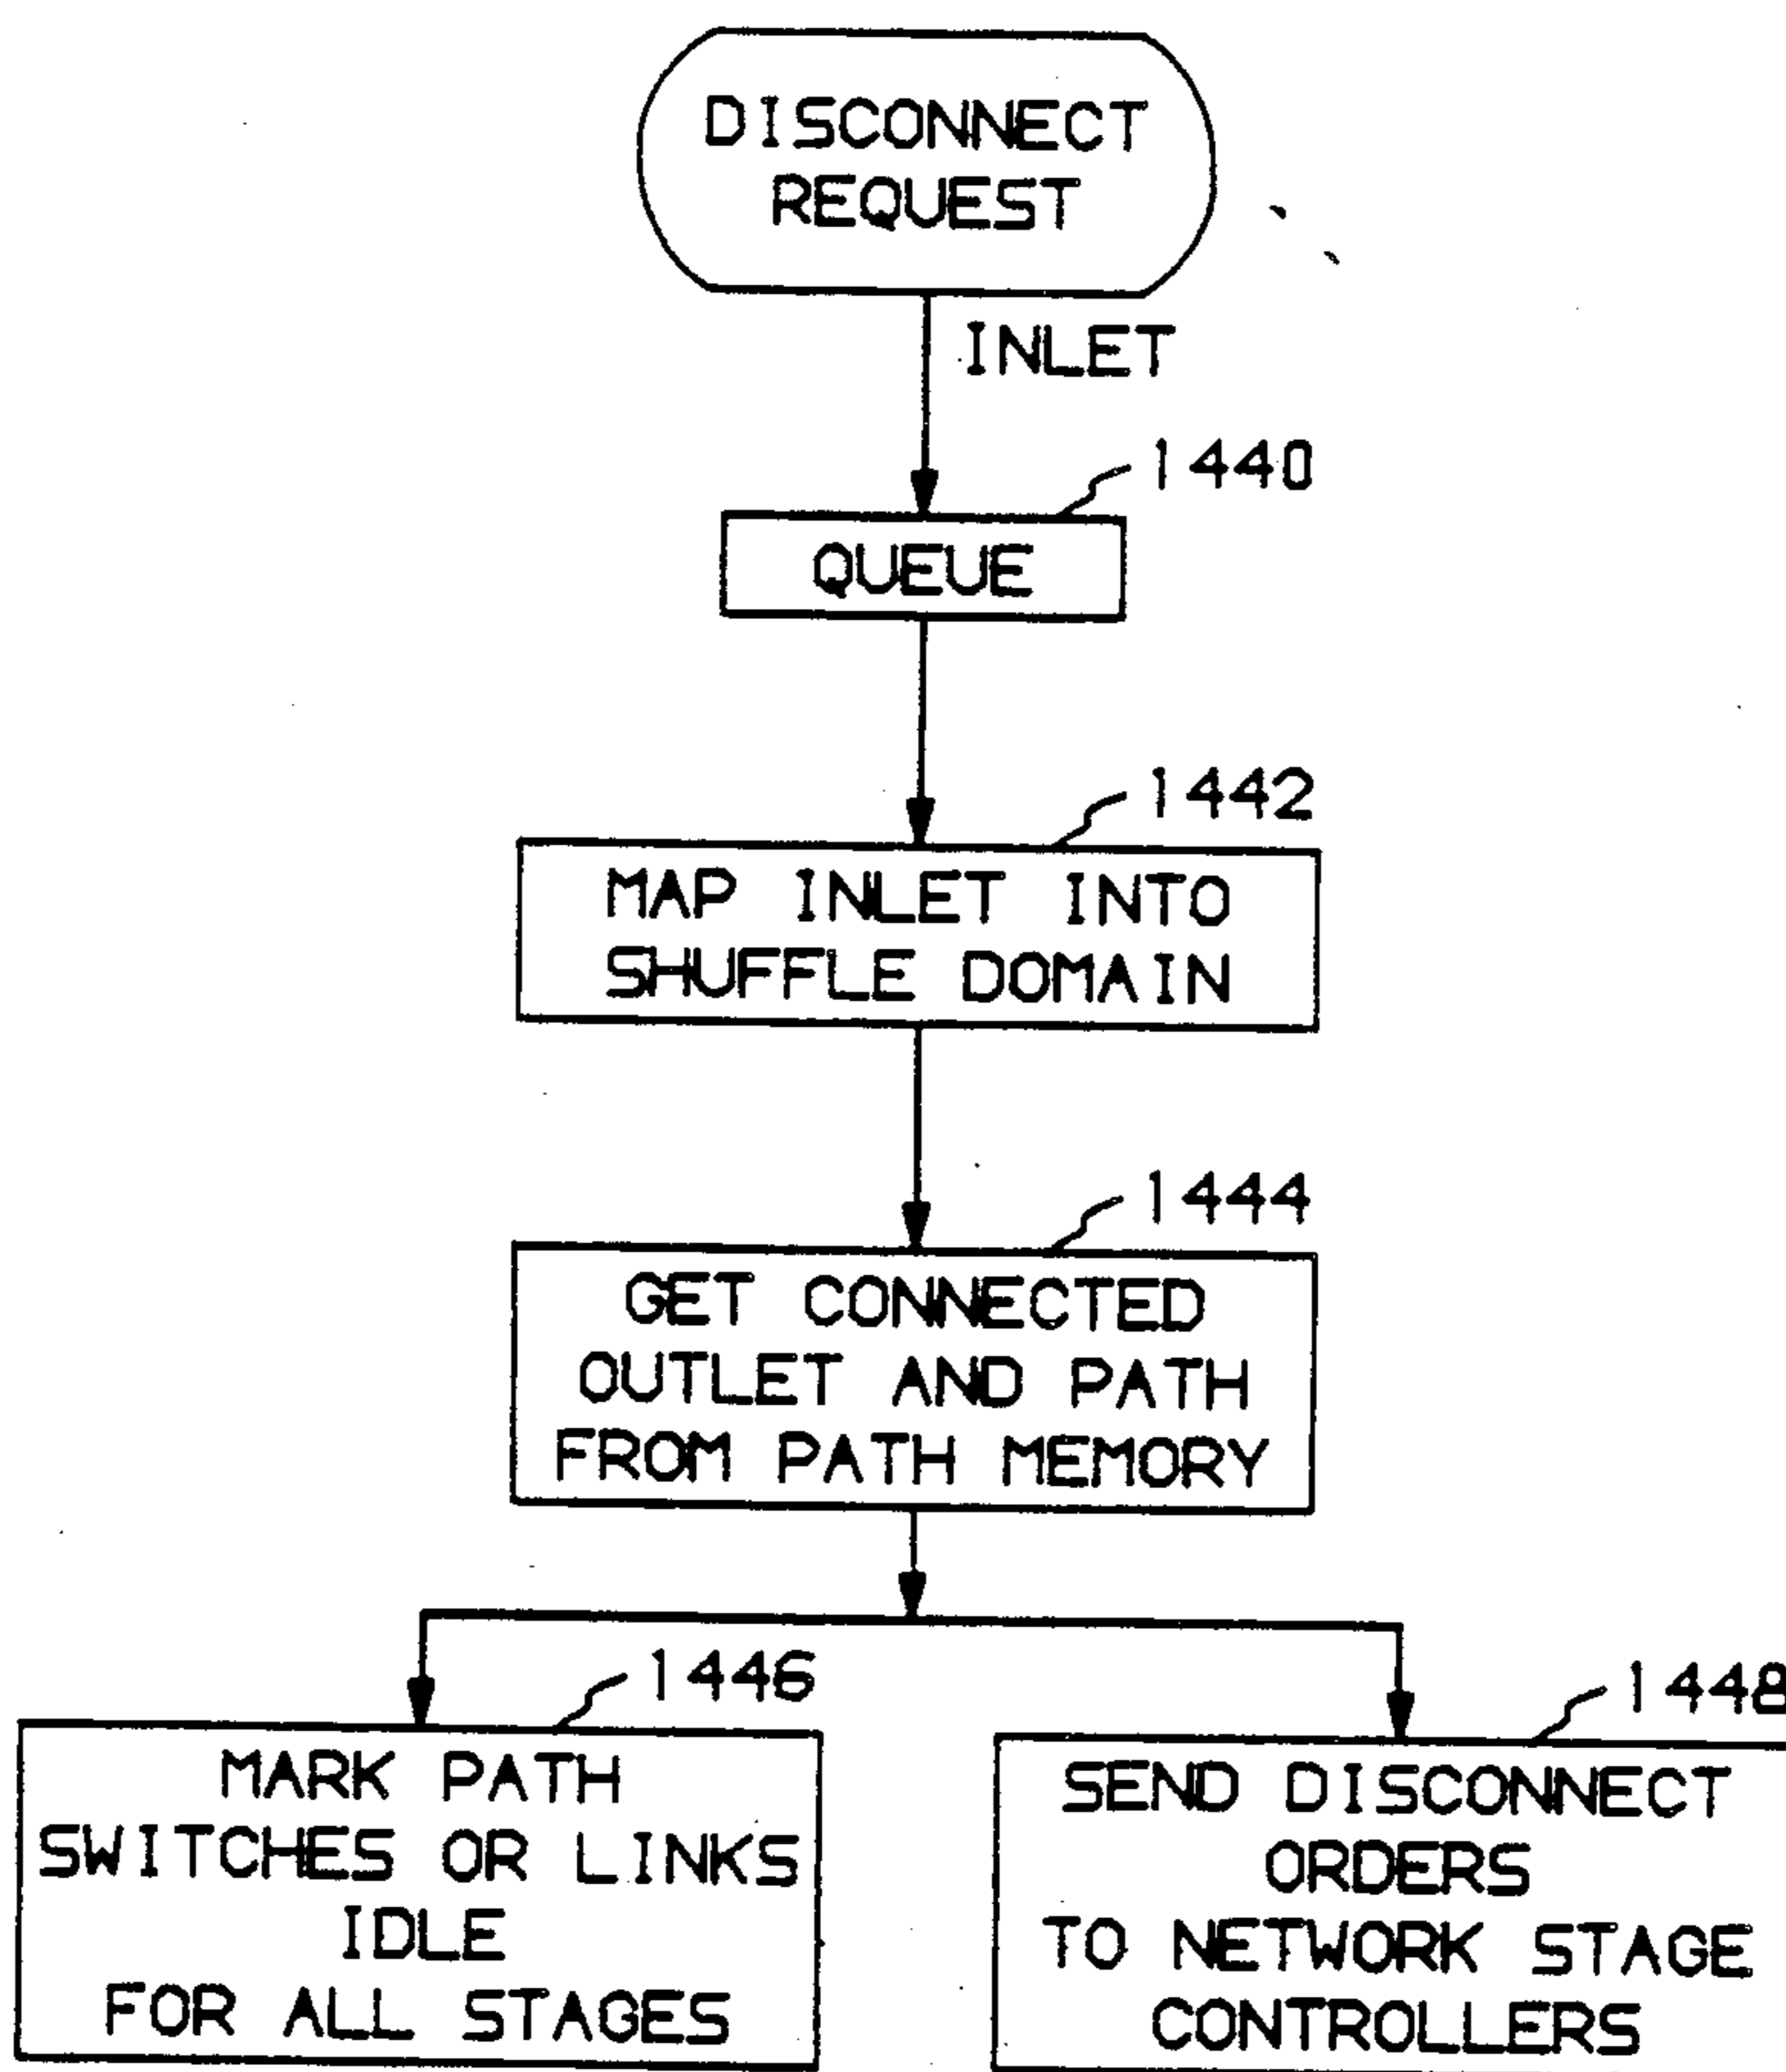 DISCONNECT
REQUEST
INLET
1440
QUEUE
1442
MAP INLET INTO
SHUFFLE DOMAIN
1444
GET CONNECTED
OUTLET AND PATH
FROM PATH MEMORY
1446
MARK PATH
SWITCHES OR LINKS
IDLE
FOR ALL STAGES
1448
SEND DISCONNECT
ORDERS
TO NETWORK STAGE
CONTROLLERS